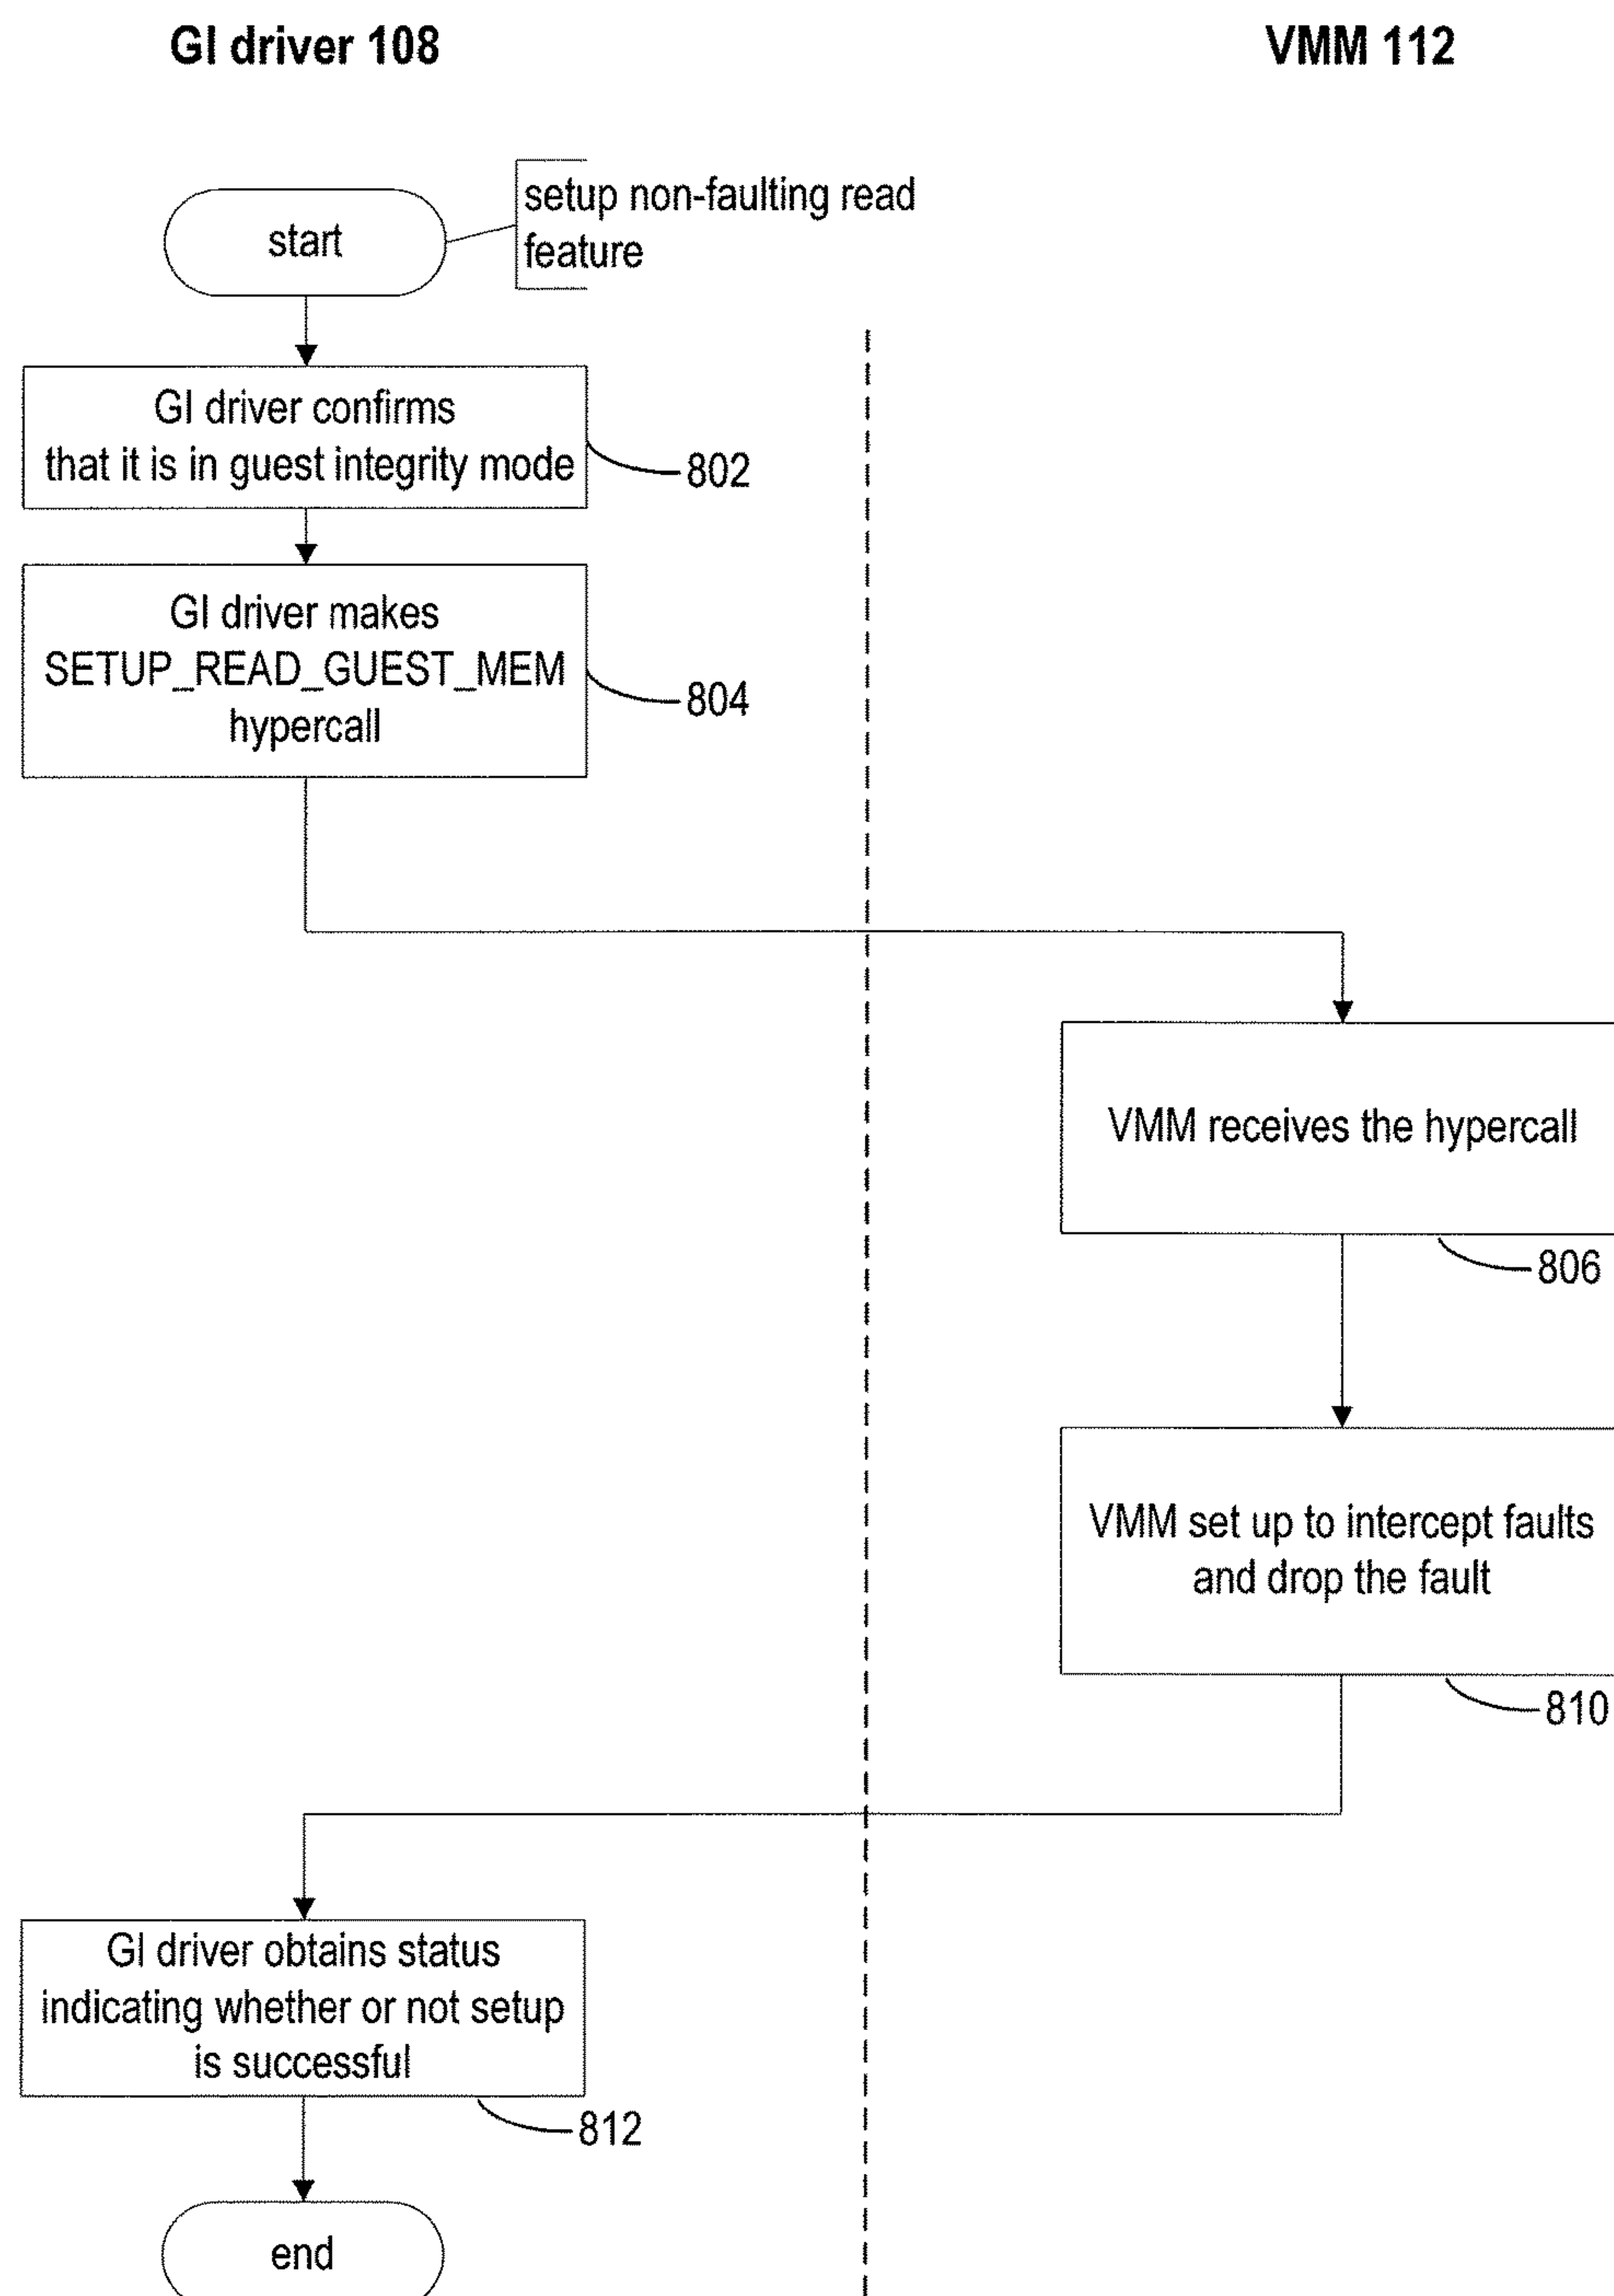 GI driver 108
VMM 112
start
setup non-faulting read
feature
GI driver confirms
that it is in guest integrity mode
802
GI driver makes
SETUP_READ_GUEST_MEM
hypercall
804
VMM receives the hypercall
806
VMM set up to intercept faults
and drop the fault
810
GI driver obtains status
indicating whether or not setup
is successful
812
end